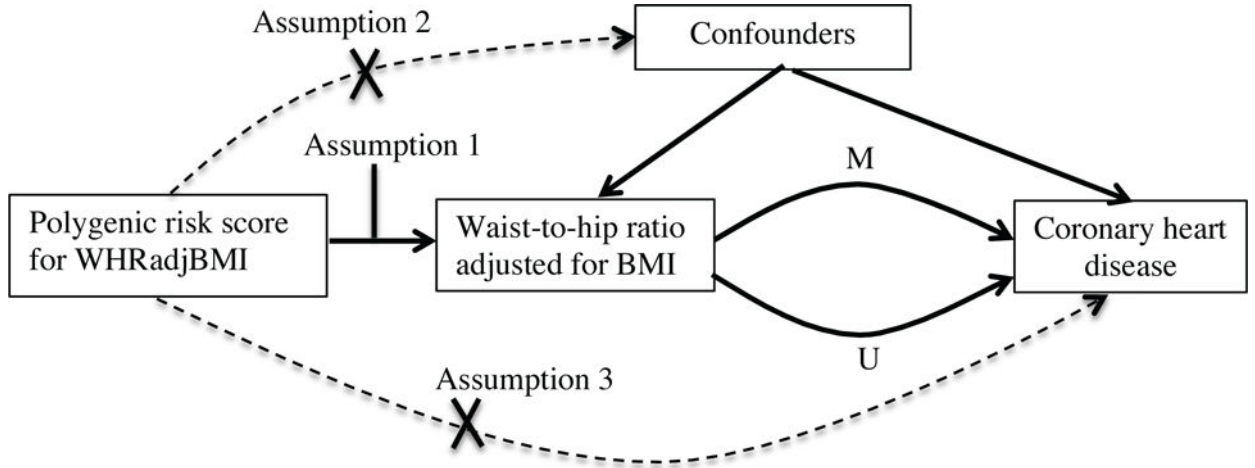 Assumption 2
Confounders
Assumption 1
M
Polygenic risk score
for WHRadjBMI
Waist-to-hip ratio
adjusted for BMI
Coronary heart
disease
U
Assumption 3